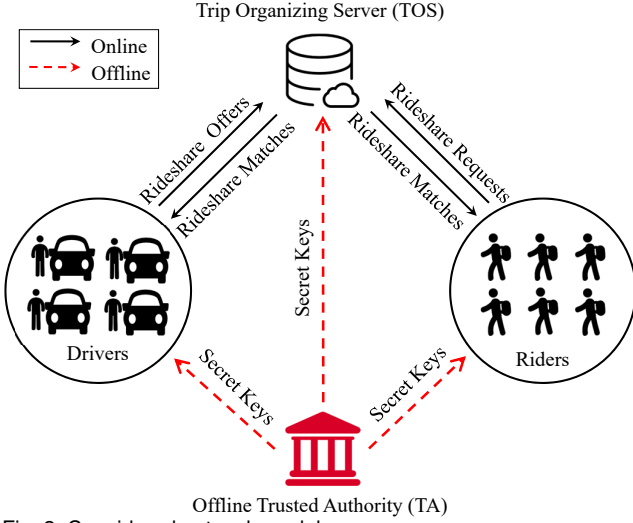 Trip Organizing Server (TOS)
Online
Offline
Rideshare Offers
Rideshare Matches
Rideshare Requests
Rideshare Matches
Secret Keys
Drivers
Riders
Secret Keys
Secret Keys
Offline Trusted Authority (TA)